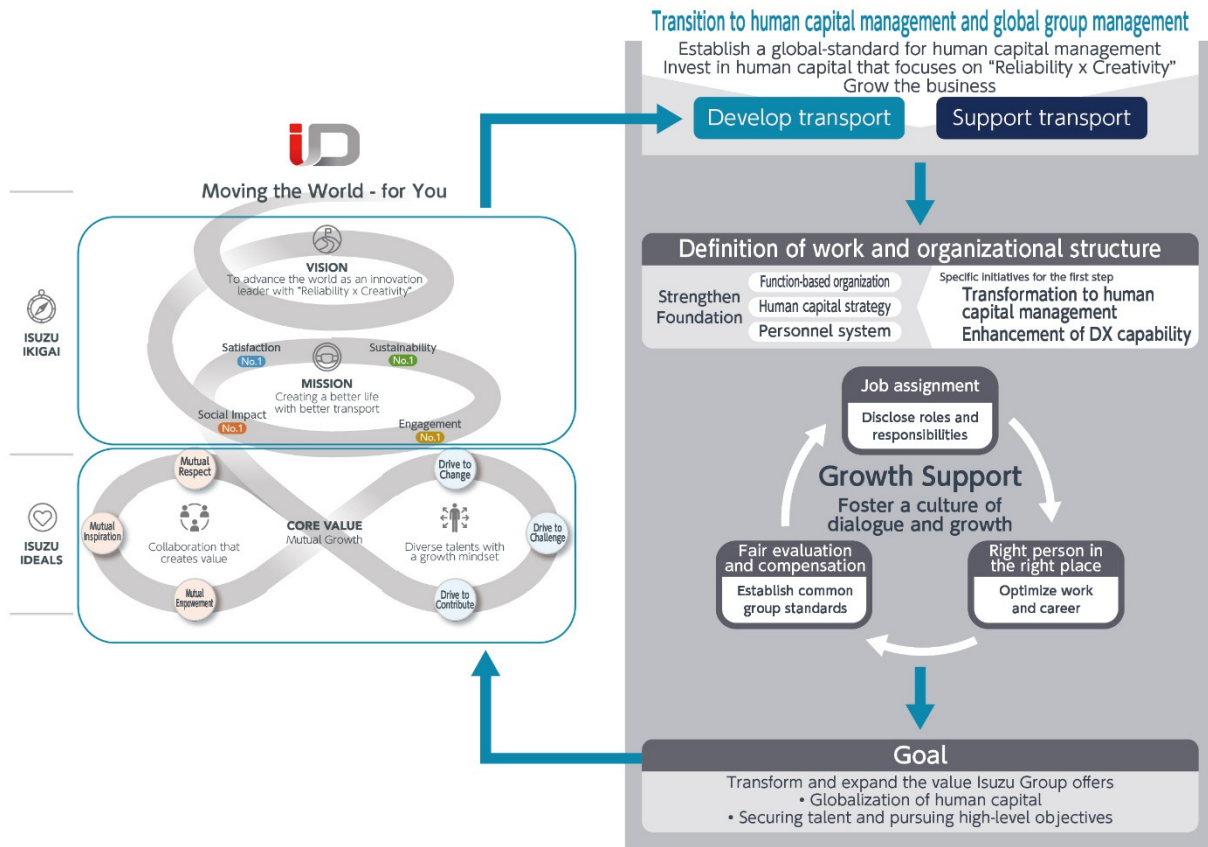 iD
Moving the World - for You
ISUZU
IKIGAI
VISION
To advance the world as an innovation
leader with "Reliability x Creativity"
Satisfaction
No.1
Sustainability
No.1
MISSION
Creating a better life
with better transport
Social Impact
No.1
Engagement
No.1
ISUZU
IDEALS
Mutual
Respect
Mutual
Inspiration
Mutual
Empowerment
Collaboration that
creates value
CORE VALUE
Mutual Growth
Drive to
Change
Drive to
Challenge
Drive to
Contribute
Diverse talents with
a growth mindset
Transition to human capital management and global group management
Establish a global-standard for human capital management
Invest in human capital that focuses on "Reliability x Creativity"
Grow the business
Develop transport
Support transport
Definition of work and organizational structure
Strengthen
Foundation
Function-based organization
Human capital strategy
Personnel system
Specific initiatives for the first step
Transformation to human
capital management
Enhancement of DX capability
Job assignment
Disclose roles and
responsibilities
Growth Support
Foster a culture of
dialogue and growth
Fair evaluation
and compensation
Establish common
group standards
Right person in
the right place
Optimize work
and career
Goal
Transform and expand the value Isuzu Group offers
• Globalization of human capital
• Securing talent and pursuing high-level objectives